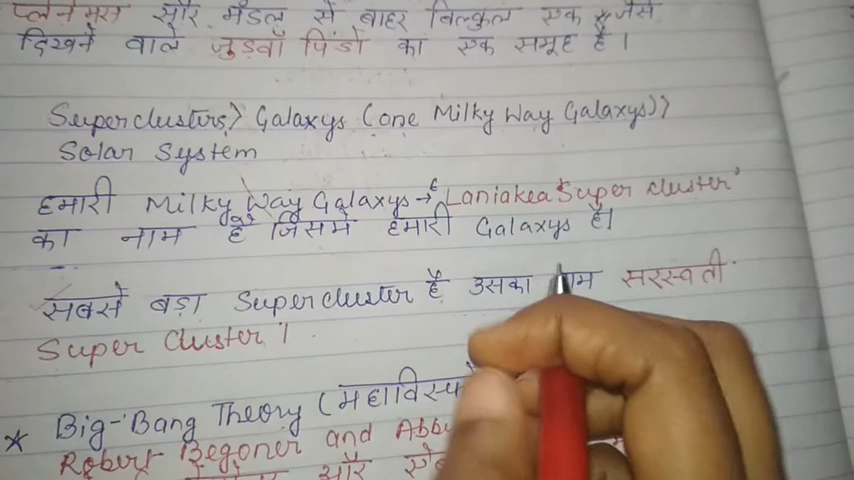 प्लेनेमस सौर मंडल से बाहर बिल्कुल एक जैसे
दिखने वाले जुड़वाँ पिंडो का एक समूह है।
Superclusters> Galaxys (one Milky Way Galaxys)>
Solar System
हमारी Milky Way Galaxys → 'Laniakea Super cluster'
का नाम है जिसमें हमारी Galaxys है।
सबसे बड़ा Supercluster है उसका सरस्वती
Super cluster।
* Big-Bang Theory (
Robert Begoner and
और